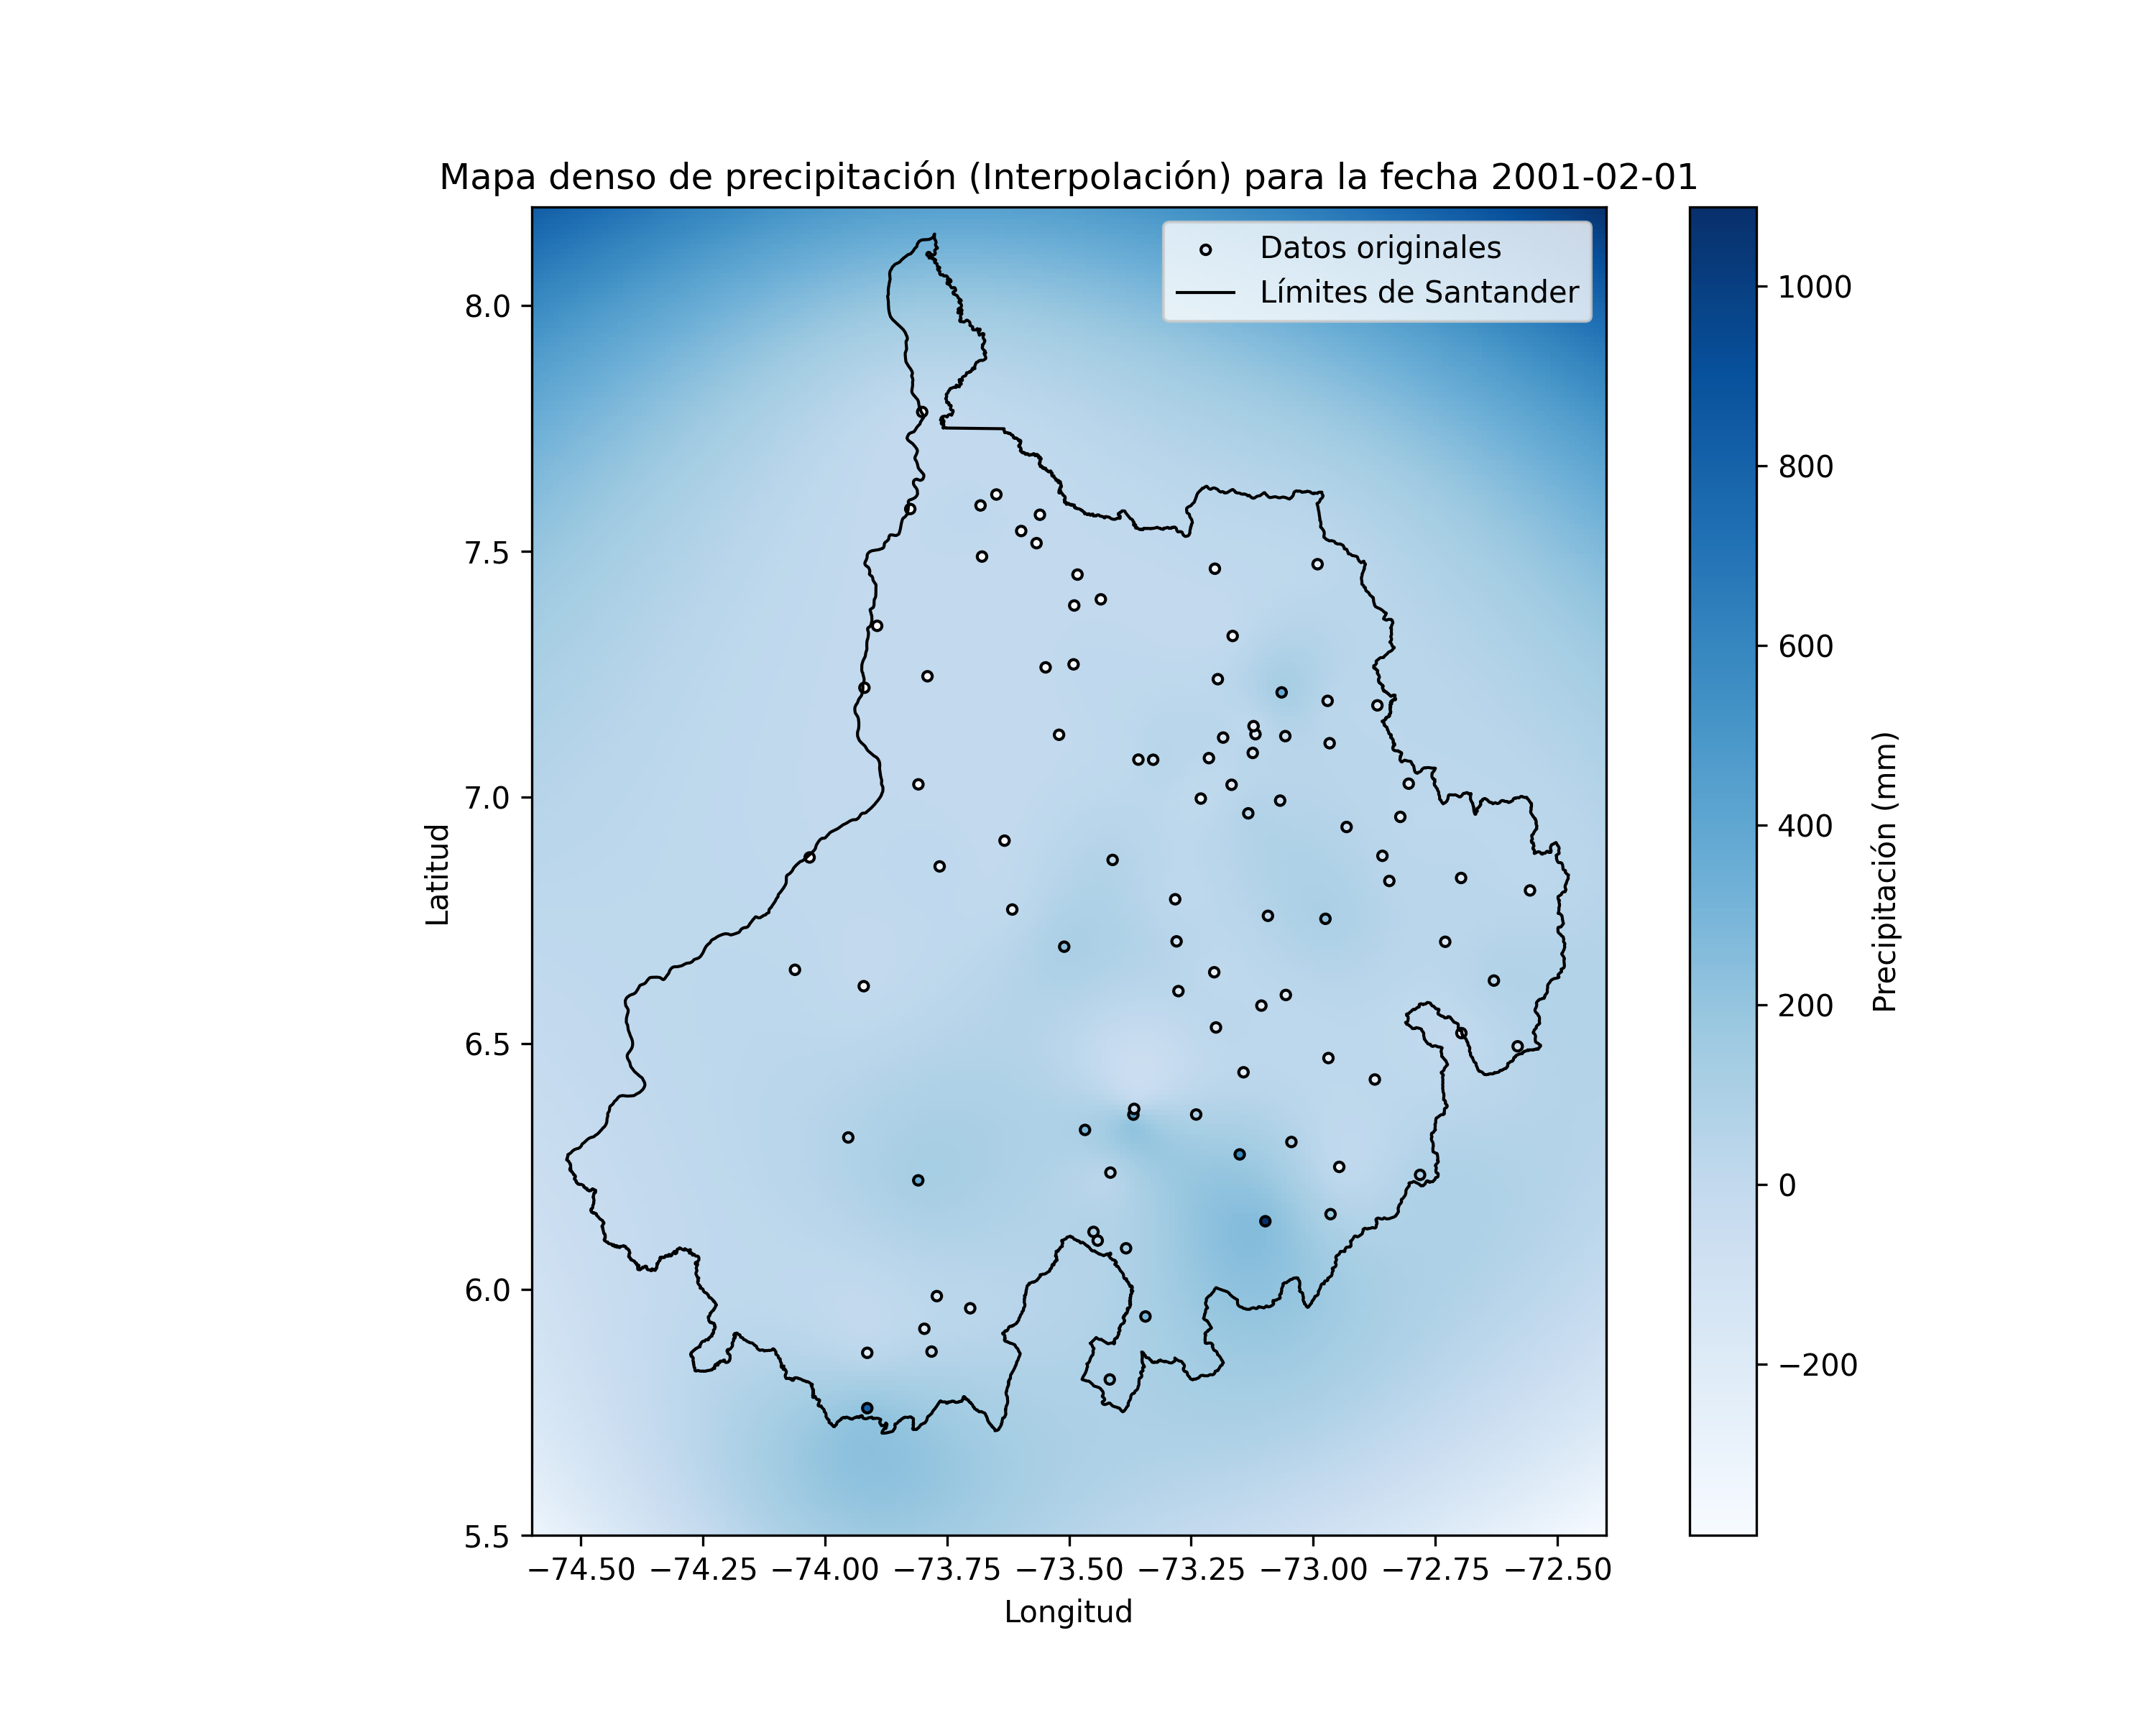 Mapa denso de precipitación (Interpolación) para la fecha 2001-02-01
Datos originales
Límites de Santander
8.0
7.5
7.0
6.5
6.0
5.5
Latitud
−74.50 −74.25 −74.00 −73.75 −73.50 −73.25 −73.00 −72.75 −72.50
Longitud
1000
800
600
400
200
0
−200
Precipitación (mm)